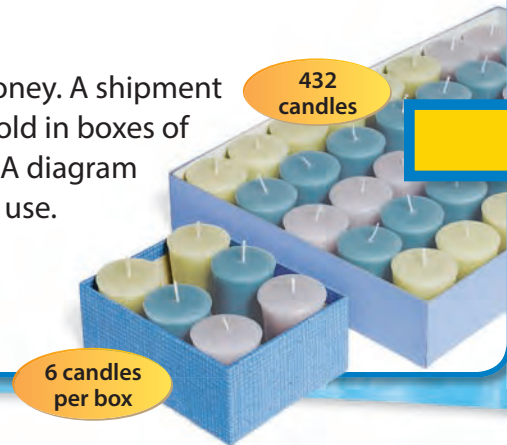 oney. A shipment
old in boxes of
A diagram
use.
432
candles
6 candles
per box